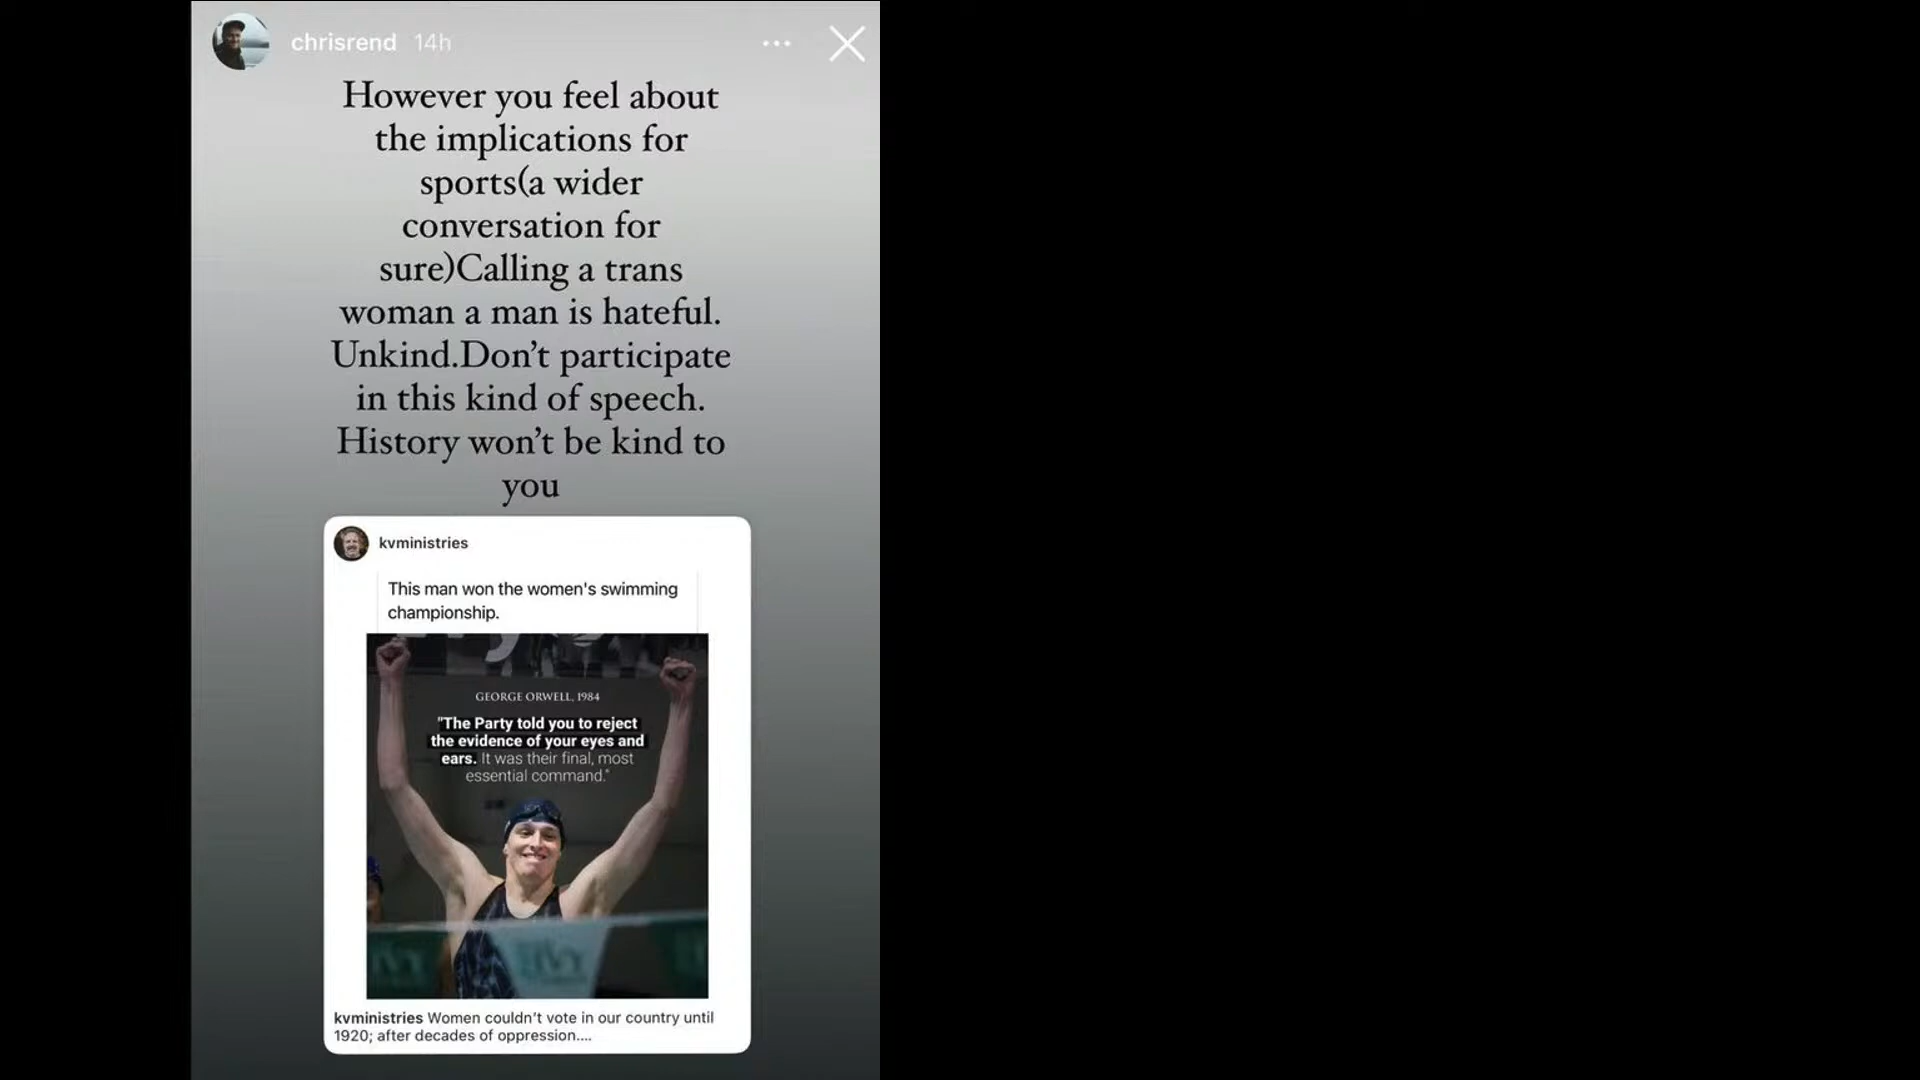 chrisrend 14h
However you feel about
the implications for
sports(a wider
conversation for
sure)Calling a trans
woman a man is hateful.
Unkind.Don't participate
in this kind of speech.
History won't be kind to
you
kvministries
This man won the women's swimming
championship.
GEORGE ORWELL, 1984
"The Party told you to reject
the evidence of your eyes and
ears. It was their final, most
essential command."
kvministries Women couldn't vote in our country until
1920; after decades of oppression....